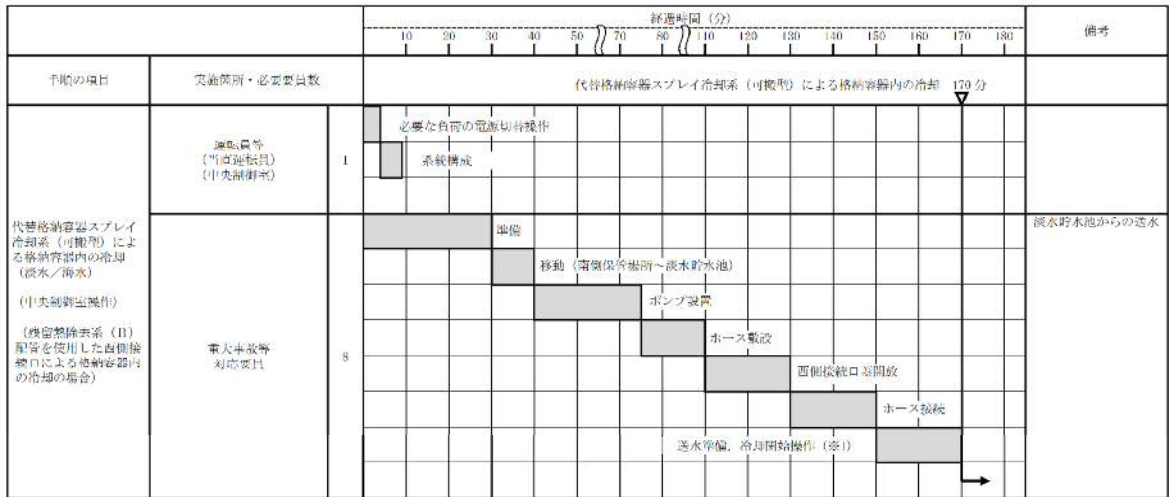 経過時間（分）
10 20 30 40 50 70 80 110 130 140 150 160 170 180
備考
手順の項目
実施箇所・必要要員数
代替格納容器スプレイ冷却系（可搬型）による格納容器内の冷却 170分
運転員等
（当直運転員）
（中央制御室）
1
必要な負荷の電源切替操作
系統構成
代替格納容器スプレイ
冷却系（可搬型）によ
る格納容器内の冷却
（淡水／海水）
（中央制御室操作）
（残留熱除去系（B）
配管を使用した西側接
続口による格納容器内
の冷却の場合）
重大事故等
対応要員
8
準備
移動（南側保管場所～淡水貯水池）
ポンプ設置
ホース敷設
西側接続口蓋開放
ホース接続
送水準備，冷却開始操作（※1）
淡水貯水池からの送水